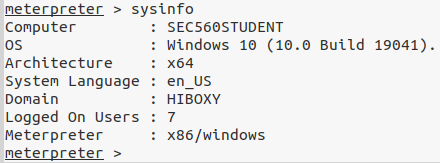 meterpreter > sysinfo
Computer        : SEC560STUDENT
OS              : Windows 10 (10.0 Build 19041).
Architecture    : x64
System Language : en_US
Domain          : HIBOXY
Logged On Users : 7
Meterpreter     : x86/windows
meterpreter >